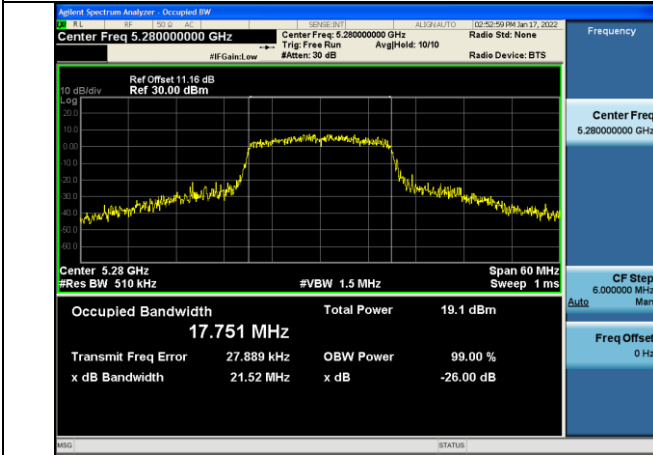 Agilent Spectrum Analyzer - Occupied BW
RL RF 50 Ω AC SENSE:INT ALIGNAUTO 02:52:59 PM Jan 17, 2022
Center Freq 5.280000000 GHz
Center Freq: 5.280000000 GHz Radio Std: None
Trig: Free Run Avg|Hold: 10/10
#IFGain:Low #Atten: 30 dB Radio Device: BTS
Ref Offset 11.16 dB
10 dB/div Ref 30.00 dBm
Log
20.0
10.0
0.00
-10.0
-20.0
-30.0
-40.0
-50.0
-60.0
Center 5.28 GHz Span 60 MHz
#Res BW 510 kHz #VBW 1.5 MHz Sweep 1 ms
Occupied Bandwidth Total Power 19.1 dBm
17.751 MHz
Transmit Freq Error 27.889 kHz OBW Power 99.00 %
x dB Bandwidth 21.52 MHz x dB -26.00 dB
MSG STATUS
Frequency
Center Freq
5.280000000 GHz
CF Step
6.000000 MHz
Auto Man
Freq Offset
0 Hz